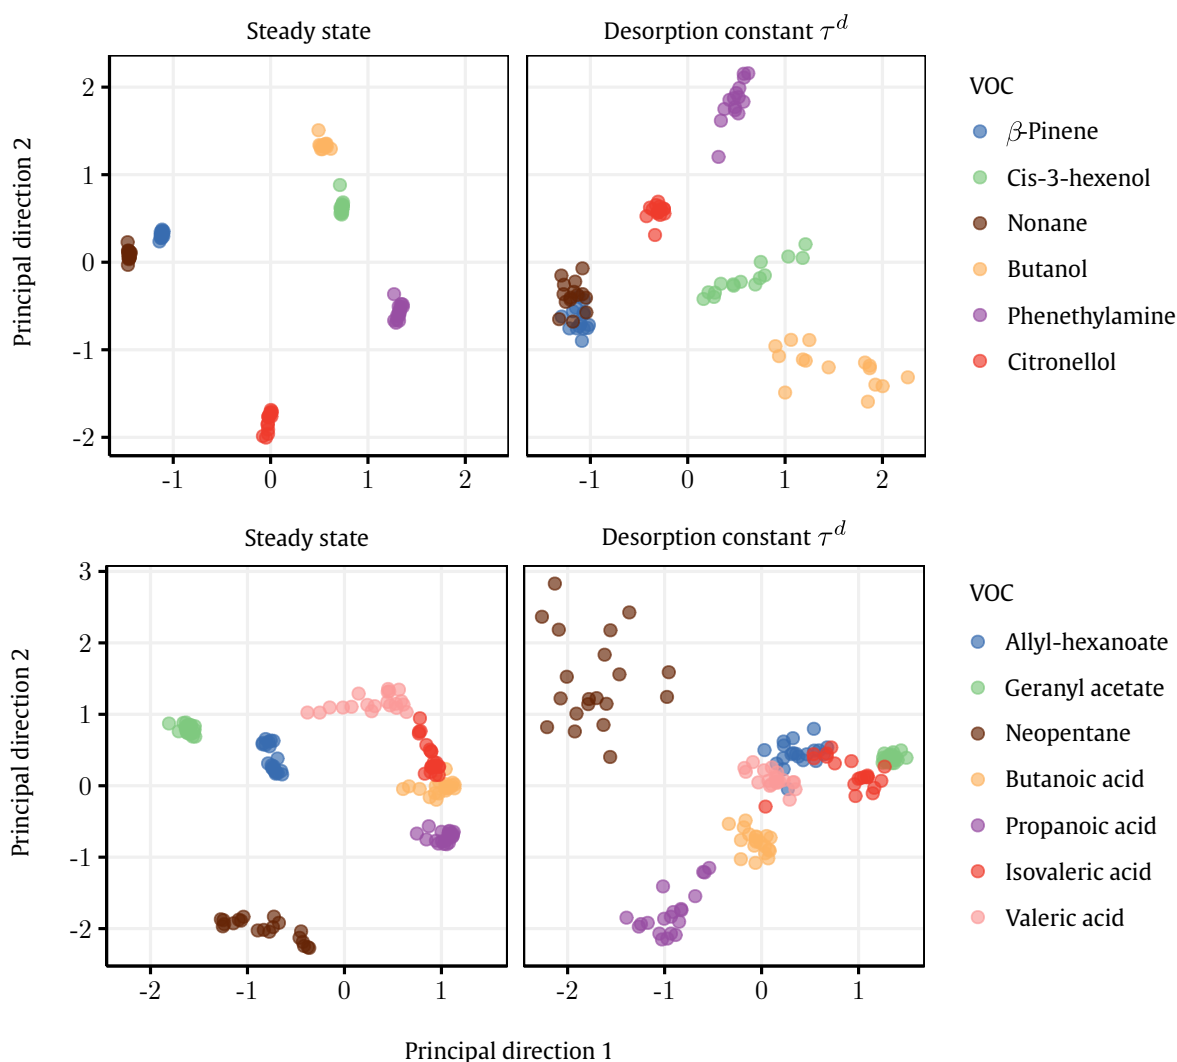 Steady state
Desorption constant τ^d
Principal direction 2
2
1
0
-1
-2
-1
0
1
2
-1
0
1
2
VOC
β-Pinene
Cis-3-hexenol
Nonane
Butanol
Phenethylamine
Citronellol
Steady state
Desorption constant τ^d
Principal direction 2
3
2
1
0
-1
-2
-2
-1
0
1
-2
-1
0
1
VOC
Allyl-hexanoate
Geranyl acetate
Neopentane
Butanoic acid
Propanoic acid
Isovaleric acid
Valeric acid
Principal direction 1